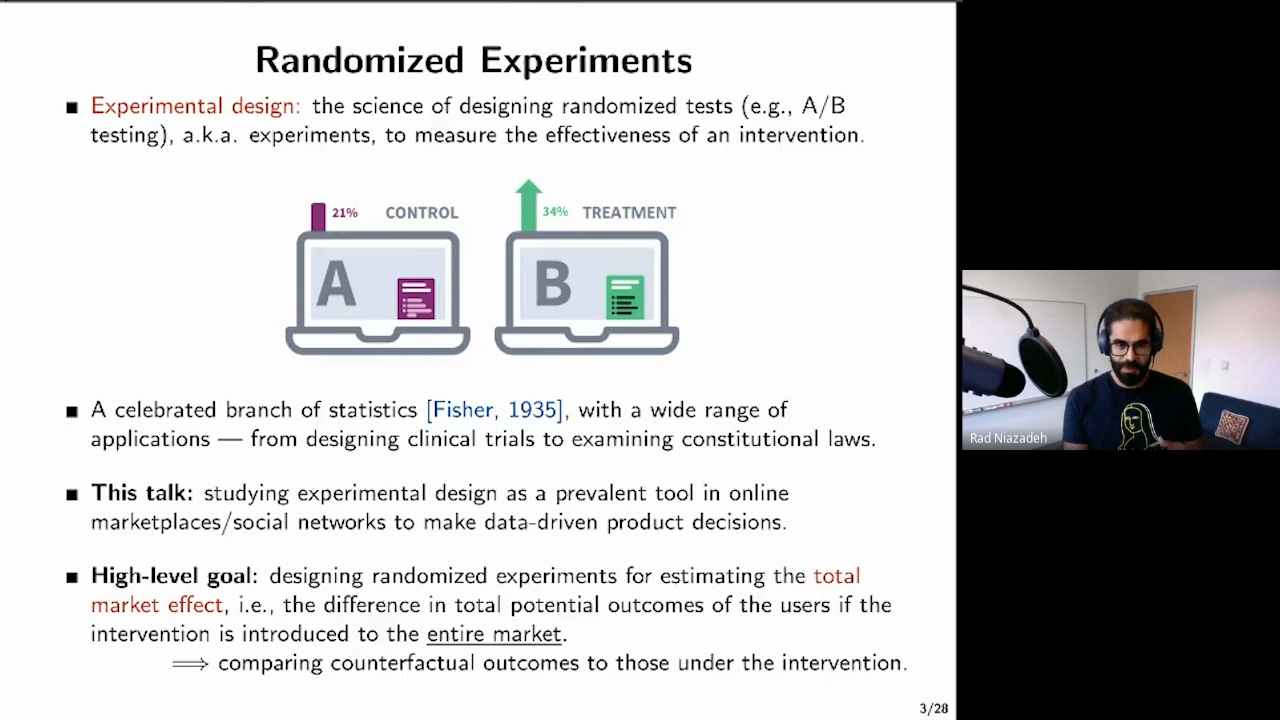 Randomized Experiments
■ Experimental design: the science of designing randomized tests (e.g., A/B
testing), a.k.a. experiments, to measure the effectiveness of an intervention.
21% CONTROL
34% TREATMENT
A
B
■ A celebrated branch of statistics [Fisher, 1935], with a wide range of
applications — from designing clinical trials to examining constitutional laws.
■ This talk: studying experimental design as a prevalent tool in online
marketplaces/social networks to make data-driven product decisions.
■ High-level goal: designing randomized experiments for estimating the total
market effect, i.e., the difference in total potential outcomes of the users if the
intervention is introduced to the entire market.
⟹ comparing counterfactual outcomes to those under the intervention.
3/28
Rad Niazadeh